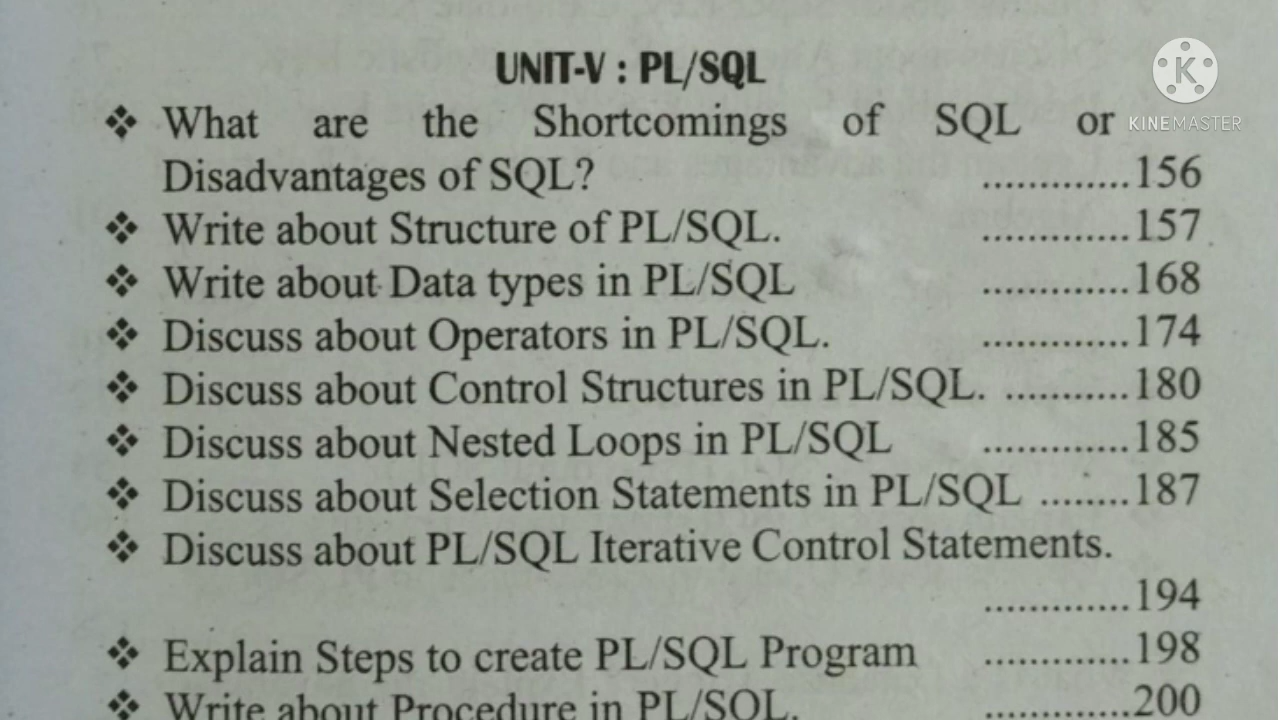 UNIT-V : PL/SQL
K
KINEMASTER
❖ What are the Shortcomings of SQL or
Disadvantages of SQL? .............156
❖ Write about Structure of PL/SQL. .............157
❖ Write about Data types in PL/SQL .............168
❖ Discuss about Operators in PL/SQL. .............174
❖ Discuss about Control Structures in PL/SQL. ...........180
❖ Discuss about Nested Loops in PL/SQL .............185
❖ Discuss about Selection Statements in PL/SQL ........187
❖ Discuss about PL/SQL Iterative Control Statements.
.............194
❖ Explain Steps to create PL/SQL Program .............198
❖ Write about Procedure in PL/SQL. .............200